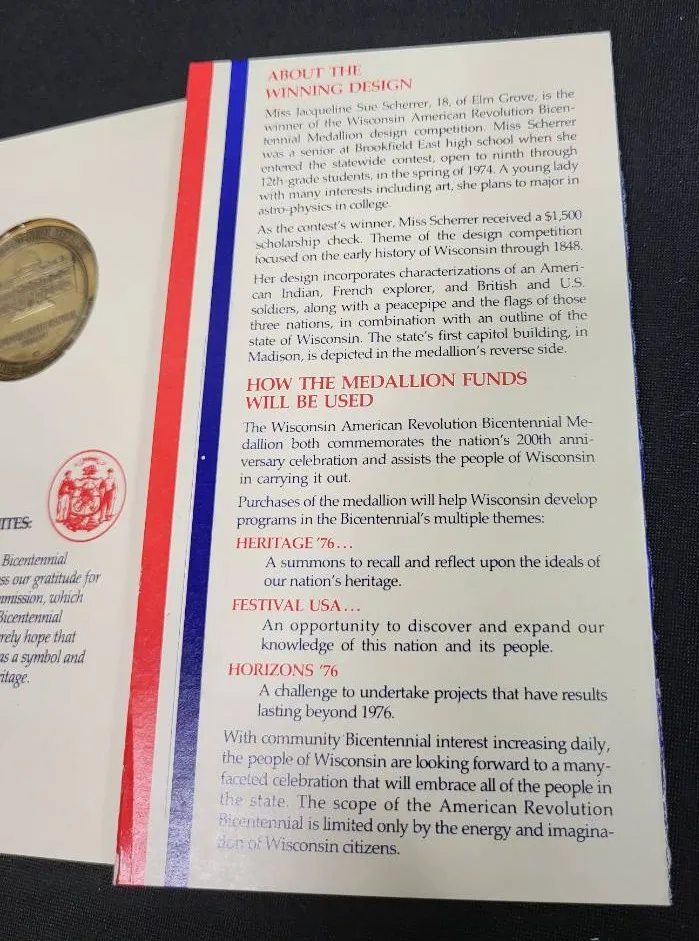 ITES:
Bicentennial
ss our gratitude for
mmission, which
Bicentennial
rely hope that
as a symbol and
itage.
ABOUT THE
WINNING DESIGN
Miss Jacqueline Sue Scherrer, 18, of Elm Grove, is the
winner of the Wisconsin American Revolution Bicen-
tennial Medallion design competition. Miss Scherrer
was a senior at Brookfield East high school when she
entered the statewide contest, open to ninth through
12th-grade students, in the spring of 1974. A young lady
with many interests including art, she plans to major in
astro-physics in college.
As the contest's winner, Miss Scherrer received a $1,500
scholarship check. Theme of the design competition
focused on the early history of Wisconsin through 1848.
Her design incorporates characterizations of an Ameri-
can Indian, French explorer, and British and U.S.
soldiers, along with a peacepipe and the flags of those
three nations, in combination with an outline of the
state of Wisconsin. The state's first capitol building, in
Madison, is depicted in the medallion's reverse side.
HOW THE MEDALLION FUNDS
WILL BE USED
The Wisconsin American Revolution Bicentennial Me-
dallion both commemorates the nation's 200th anni-
versary celebration and assists the people of Wisconsin
in carrying it out.
Purchases of the medallion will help Wisconsin develop
programs in the Bicentennial's multiple themes:
HERITAGE '76...
A summons to recall and reflect upon the ideals of
our nation's heritage.
FESTIVAL USA...
An opportunity to discover and expand our
knowledge of this nation and its people.
HORIZONS '76
A challenge to undertake projects that have results
lasting beyond 1976.
With community Bicentennial interest increasing daily,
the people of Wisconsin are looking forward to a many-
faceted celebration that will embrace all of the people in
the state. The scope of the American Revolution
Bicentennial is limited only by the energy and imagina-
tion of Wisconsin citizens.